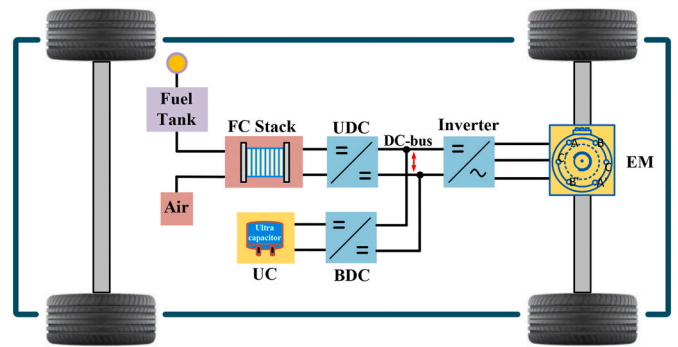 Fuel
Tank
FC Stack
UDC
DC-bus
Inverter
EM
A
B
C
C
B
A
Air
Ultra
capacitor
UC
BDC